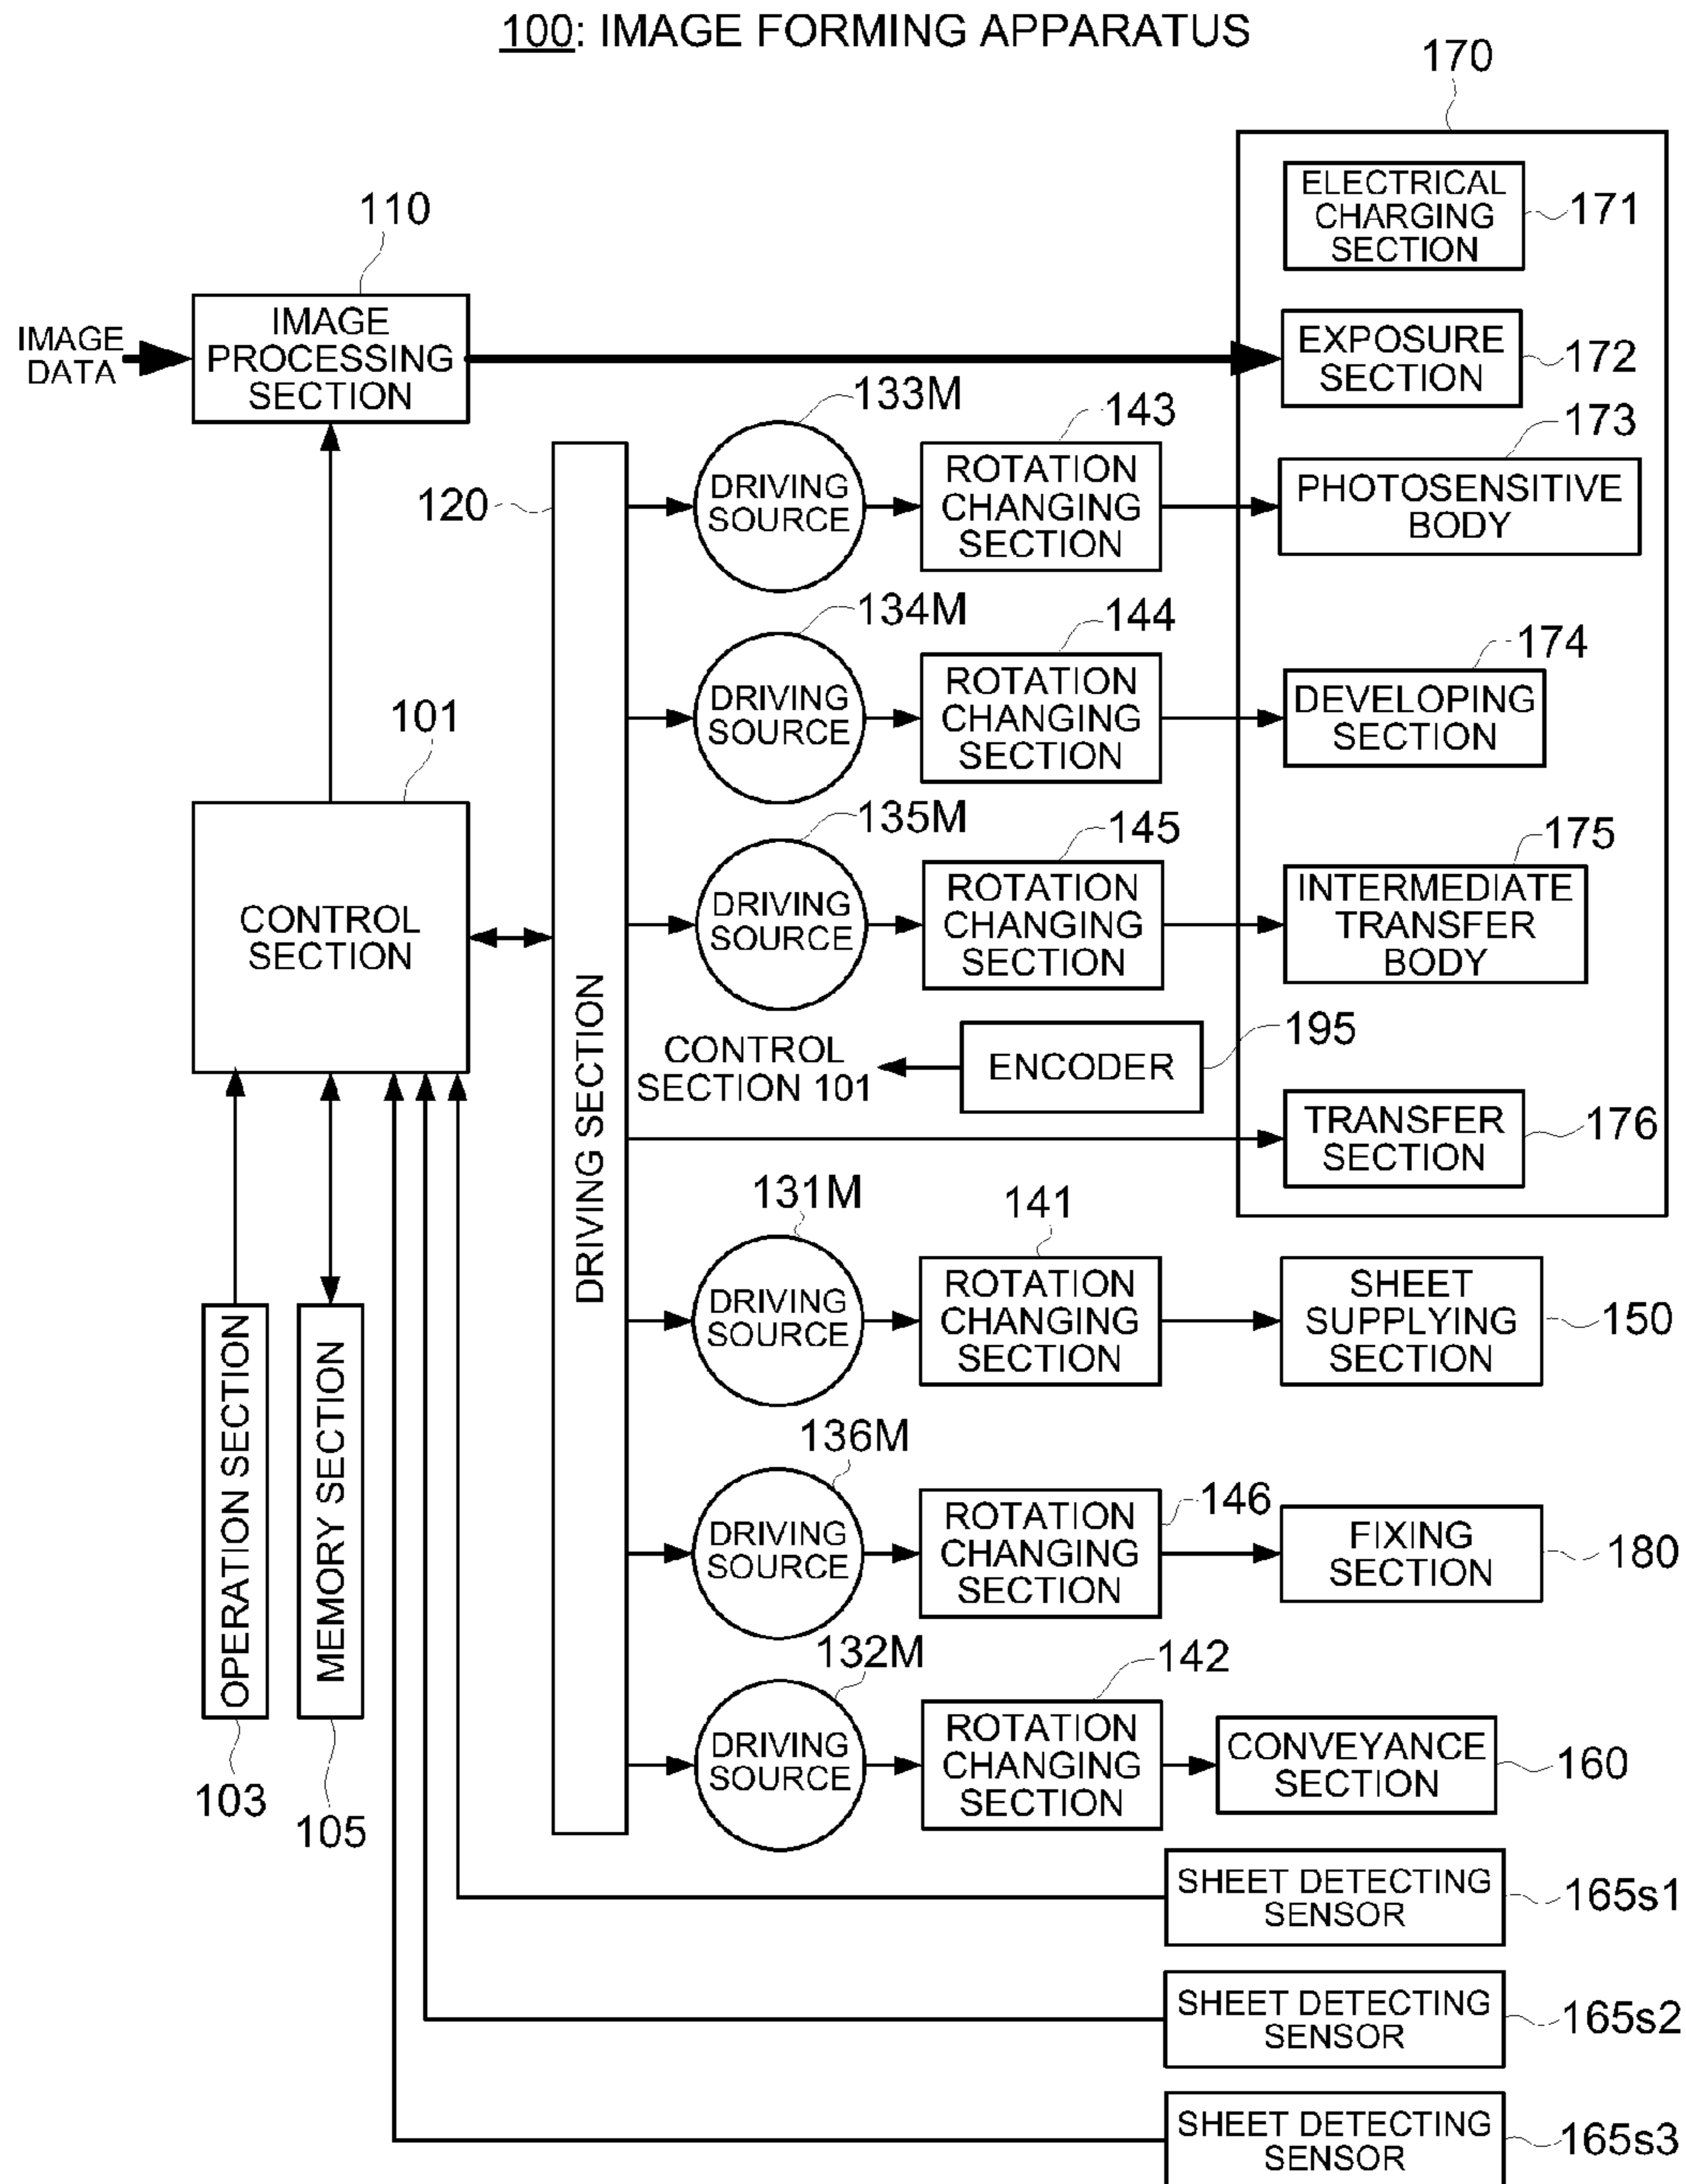 100: IMAGE FORMING APPARATUS
170
ELECTRICAL
CHARGING
SECTION
171
110
IMAGE
DATA
IMAGE
PROCESSING
SECTION
EXPOSURE
SECTION
172
133M
143
173
120
DRIVING
SOURCE
ROTATION
CHANGING
SECTION
PHOTOSENSITIVE
BODY
134M
144
174
DRIVING
SOURCE
ROTATION
CHANGING
SECTION
DEVELOPING
SECTION
101
CONTROL
SECTION
135M
145
175
DRIVING
SOURCE
ROTATION
CHANGING
SECTION
INTERMEDIATE
TRANSFER
BODY
DRIVING SECTION
CONTROL
SECTION 101
ENCODER
195
TRANSFER
SECTION
176
131M
141
DRIVING
SOURCE
ROTATION
CHANGING
SECTION
SHEET
SUPPLYING
SECTION
150
OPERATION SECTION
MEMORY SECTION
136M
146
DRIVING
SOURCE
ROTATION
CHANGING
SECTION
FIXING
SECTION
180
132M
142
DRIVING
SOURCE
ROTATION
CHANGING
SECTION
CONVEYANCE
SECTION
160
103
105
SHEET DETECTING
SENSOR
165s1
SHEET DETECTING
SENSOR
165s2
SHEET DETECTING
SENSOR
165s3